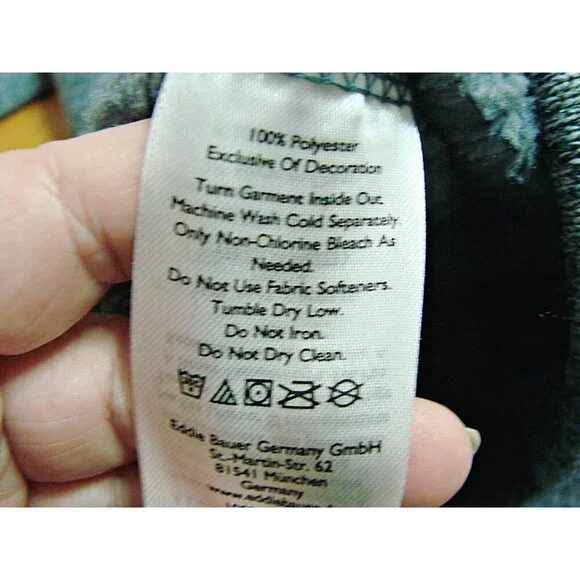 100% Polyester
Exclusive Of Decoration
Turn Garment Inside Out.
Machine Wash Cold Separately.
Only Non-Chlorine Bleach As
Needed.
Do Not Use Fabric Softeners.
Tumble Dry Low.
Do Not Iron.
Do Not Dry Clean.
Eddie Bauer Germany GmbH
St.-Martin-Str. 62
81541 München
Germany